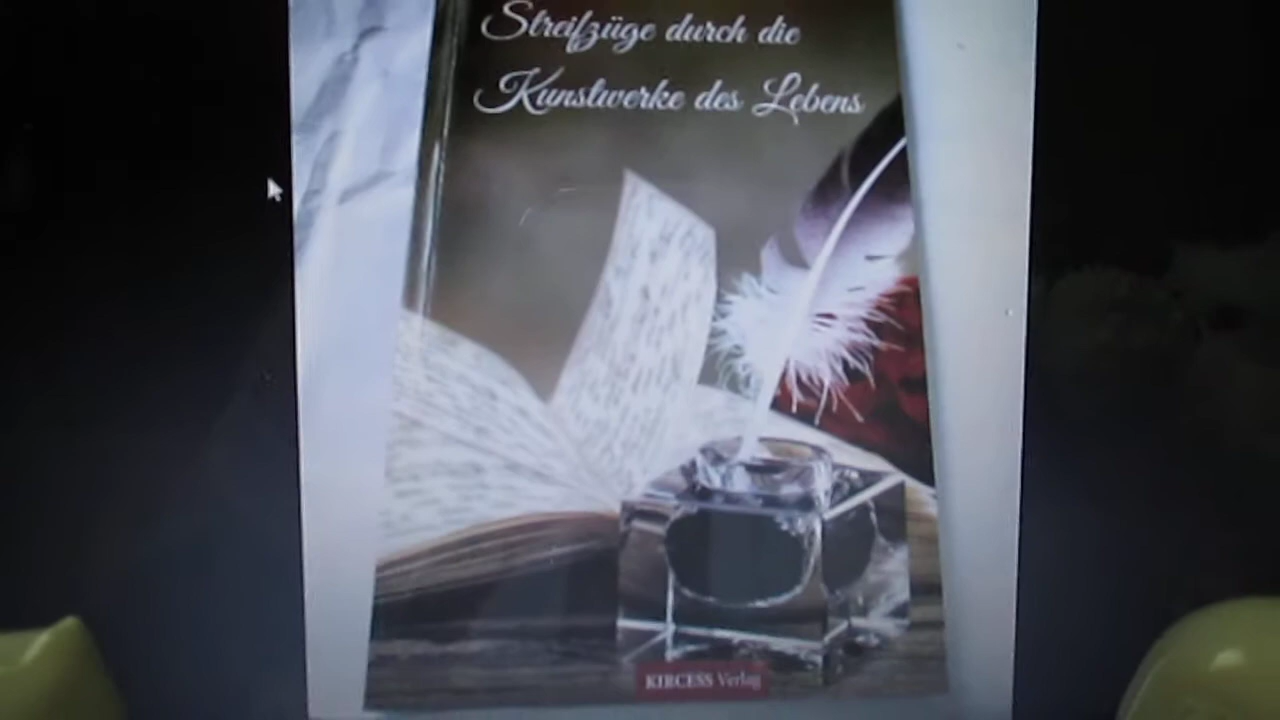 Streifzüge durch die
Kunstwerke des Lebens
KIRCESS Verlag